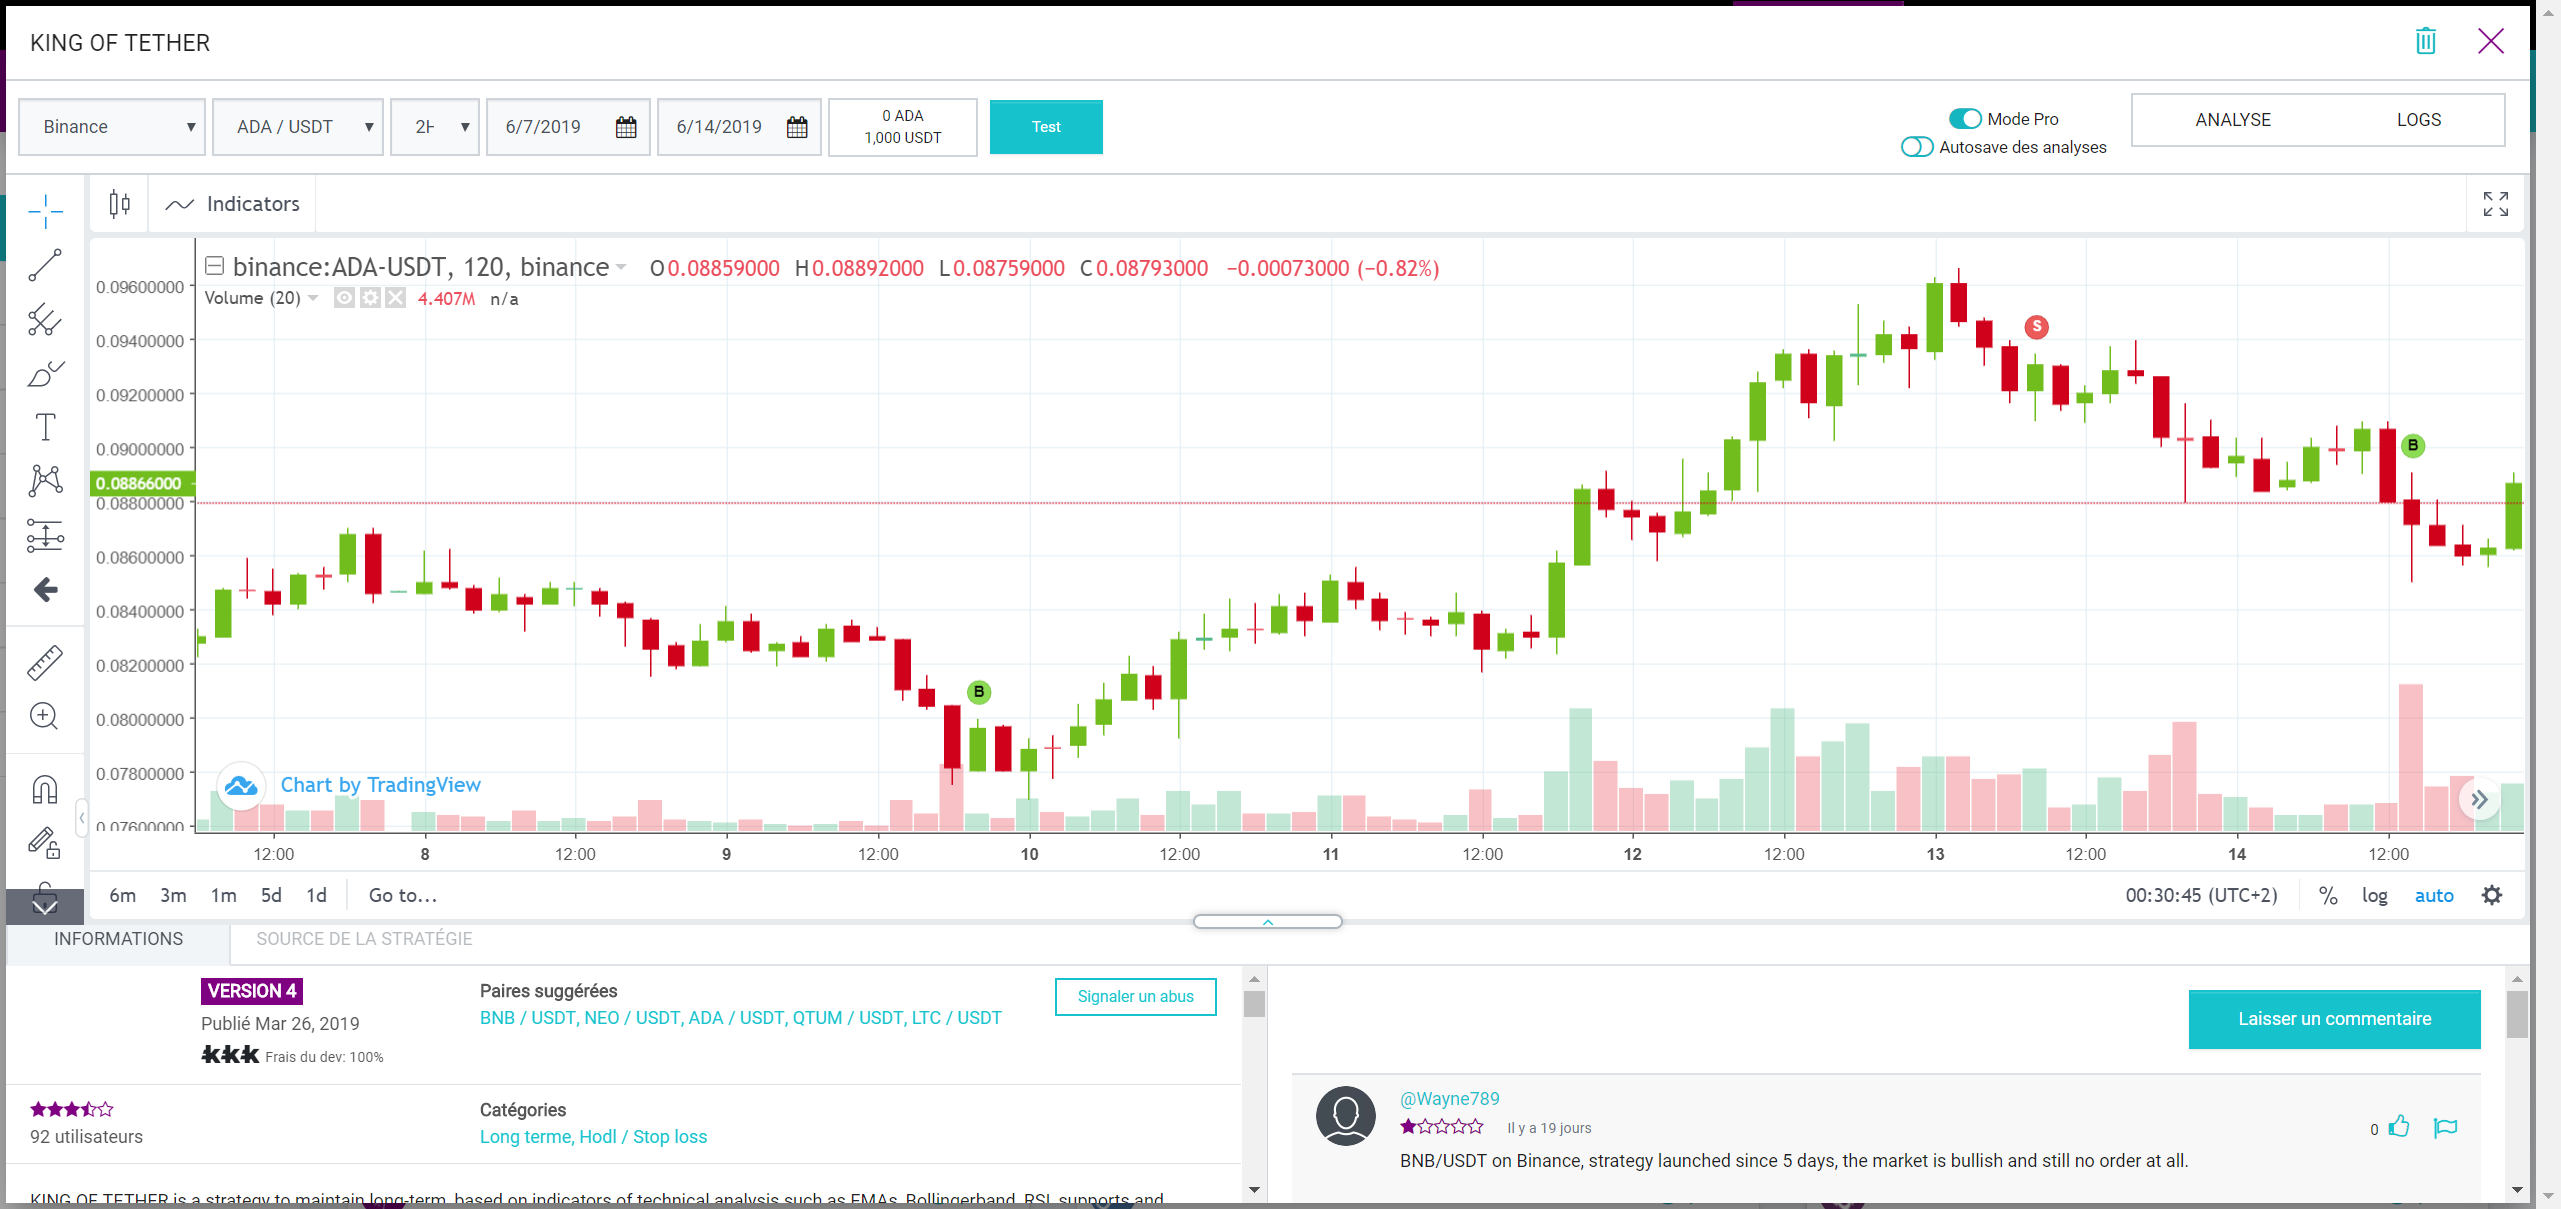 KING OF TETHER
Binance
ADA / USDT
6/7/2019
6/14/2019
0 ADA
1,000 USDT
Test
Mode Pro
Autosave des analyses
ANALYSE
LOGS
Indicators
binance:ADA-USDT, 120, binance O0.08859000 H0.08892000 L0.08759000 C0.08793000 −0.00073000 (−0.82%)
Volume (20) 4.407M n/a
0.09600000
0.09400000
0.09200000
0.09000000
0.08866000
0.08800000
0.08600000
0.08400000
0.08200000
0.08000000
0.07800000
0.07600000
S
B
B
Chart by TradingView
12:00 8 12:00 9 12:00 10 12:00 11 12:00 12 12:00 13 12:00 14 12:00
6m 3m 1m 5d 1d Go to...
00:30:45 (UTC+2) % log auto
INFORMATIONS
SOURCE DE LA STRATÉGIE
VERSION 4
Publié Mar 26, 2019
Frais du dev: 100%
Paires suggérées
BNB / USDT, NEO / USDT, ADA / USDT, QTUM / USDT, LTC / USDT
Signaler un abus
92 utilisateurs
Catégories
Long terme, Hodl / Stop loss
KING OF TETHER is a strategy to maintain long-term, based on indicators of technical analysis such as EMAs, Bollingerband, RSI, supports and
Laisser un commentaire
@Wayne789
Il y a 19 jours
0
BNB/USDT on Binance, strategy launched since 5 days, the market is bullish and still no order at all.